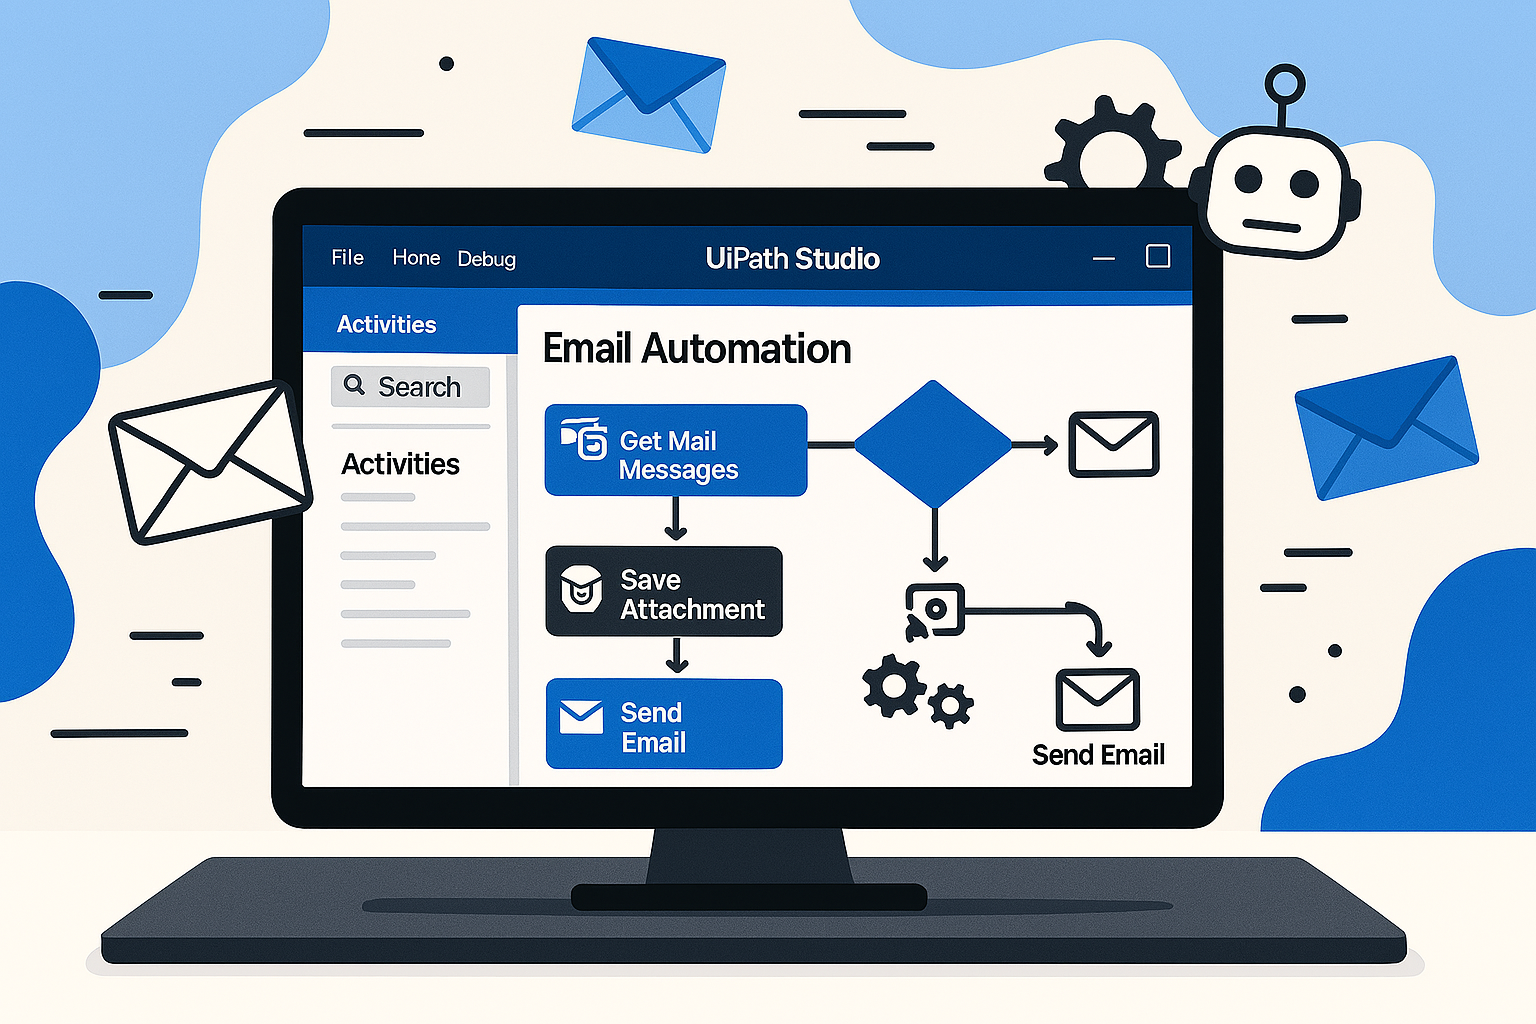 File Hone Debug
UiPath Studio
Activities
Search
Activities
Email Automation
Get Mail
Messages
Save
Attachment
Send
Email
Send Email